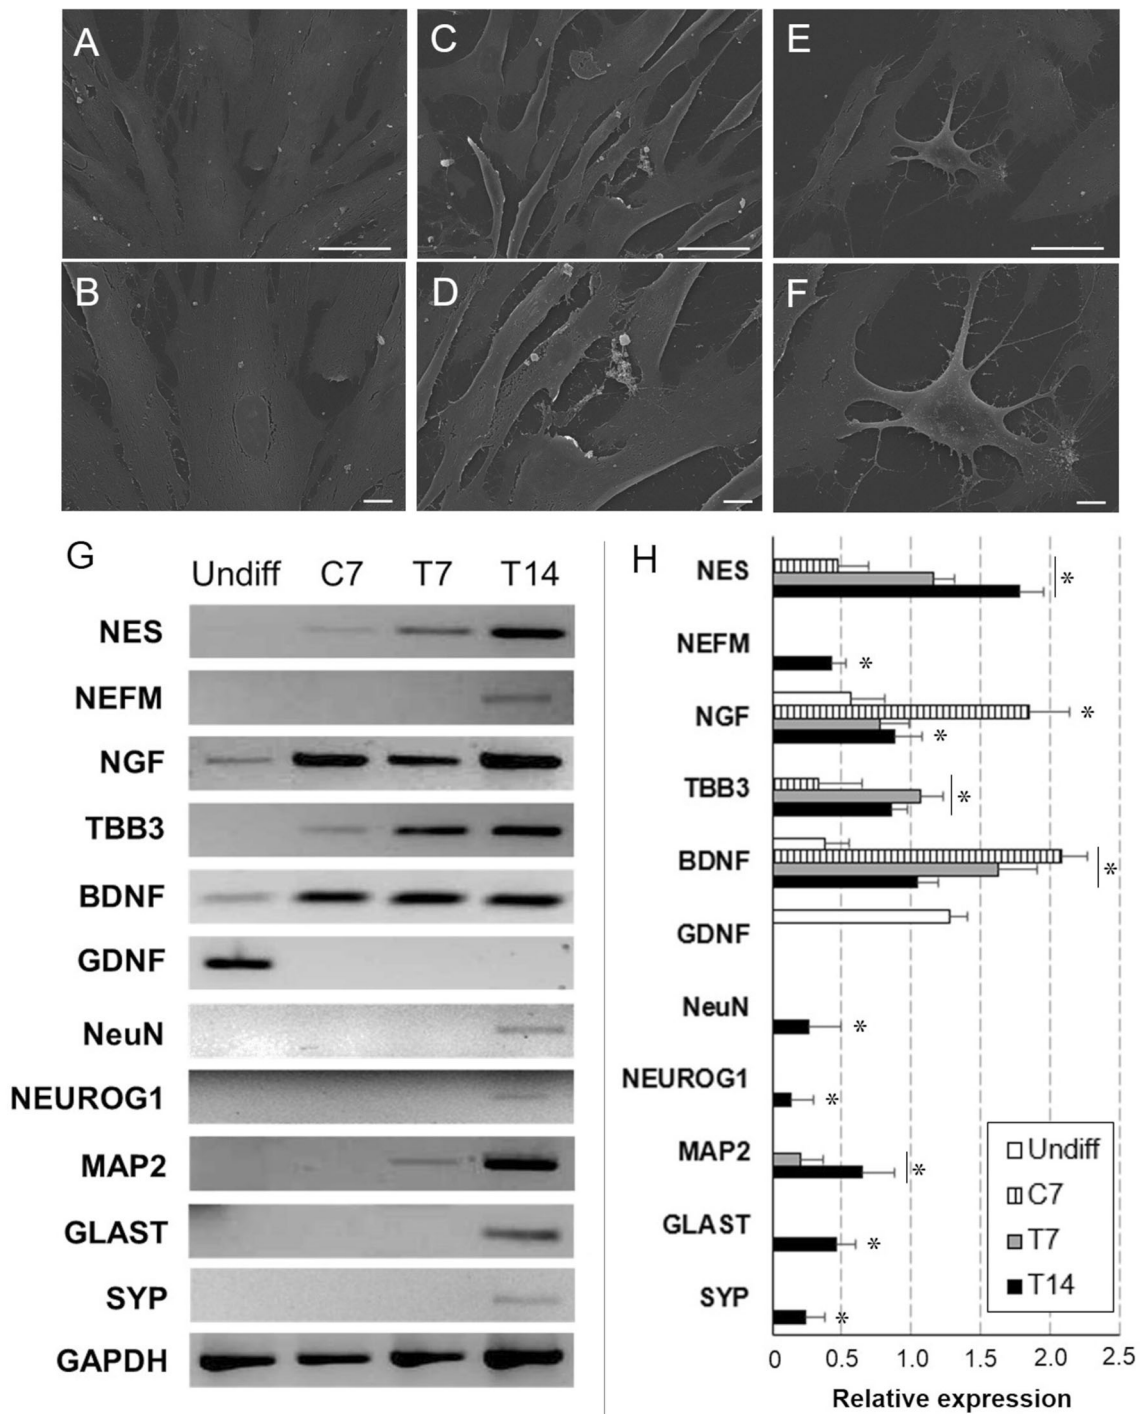 A
C
E
B
D
F
G
Undiff C7 T7 T14
NES
NEFM
NGF
TBB3
BDNF
GDNF
NeuN
NEUROG1
MAP2
GLAST
SYP
GAPDH
H
NES
*
NEFM
*
NGF
*
*
TBB3
*
BDNF
*
GDNF
NeuN
*
NEUROG1
*
MAP2
*
GLAST
*
SYP
*
Undiff
C7
T7
T14
0 0.5 1.0 1.5 2.0 2.5
Relative expression